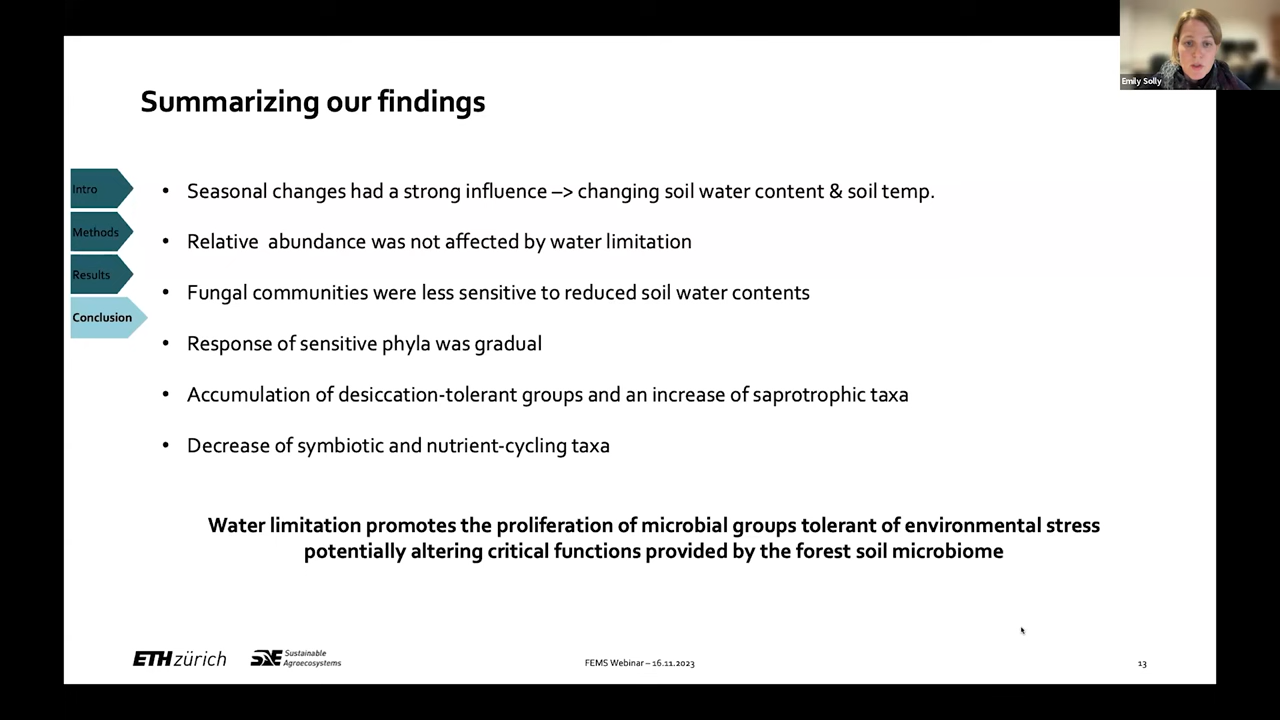 Emily Solly
Summarizing our findings
Intro
Methods
Results
Conclusion
• Seasonal changes had a strong influence –> changing soil water content & soil temp.
• Relative abundance was not affected by water limitation
• Fungal communities were less sensitive to reduced soil water contents
• Response of sensitive phyla was gradual
• Accumulation of desiccation-tolerant groups and an increase of saprotrophic taxa
• Decrease of symbiotic and nutrient-cycling taxa
Water limitation promotes the proliferation of microbial groups tolerant of environmental stress
potentially altering critical functions provided by the forest soil microbiome
ETH zürich
SAE Sustainable
Agroecosystems
FEMS Webinar – 16.11.2023
13